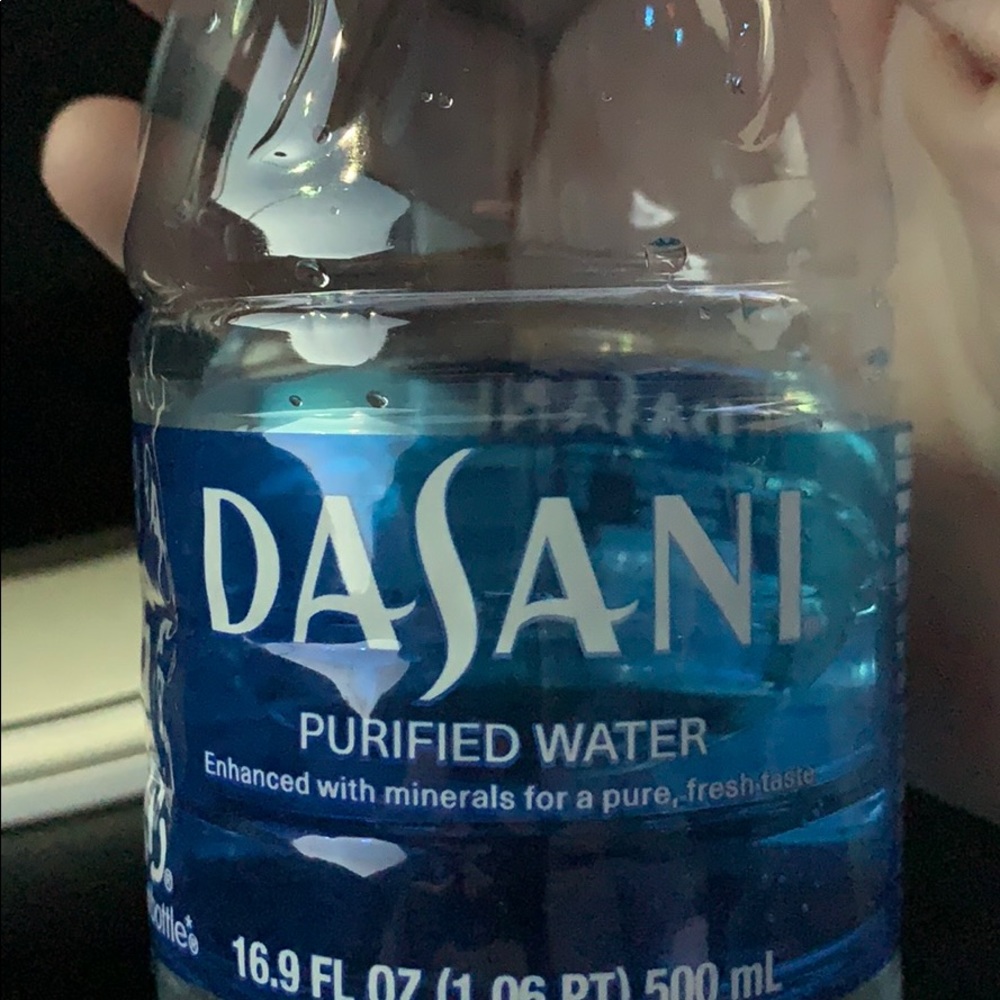 DASANI
PURIFIED WATER
Enhanced with minerals for a pure, fresh taste
ottle*®
16.9 FL OZ (1.06 PT) 500 mL